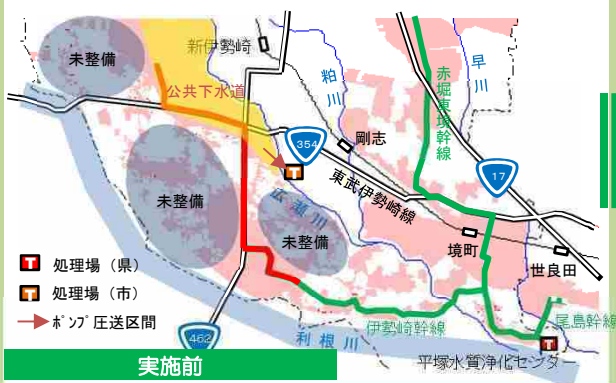 新伊勢崎
未整備
公共下水道
粕川
早川
赤堀東境幹線
剛志
354
17
東武伊勢崎線
広瀬川
未整備
未整備
境町
世良田
処理場（県）
処理場（市）
ポンプ圧送区間
伊勢崎幹線
尾島幹線
462
利根川
平塚水質浄化センター
実施前